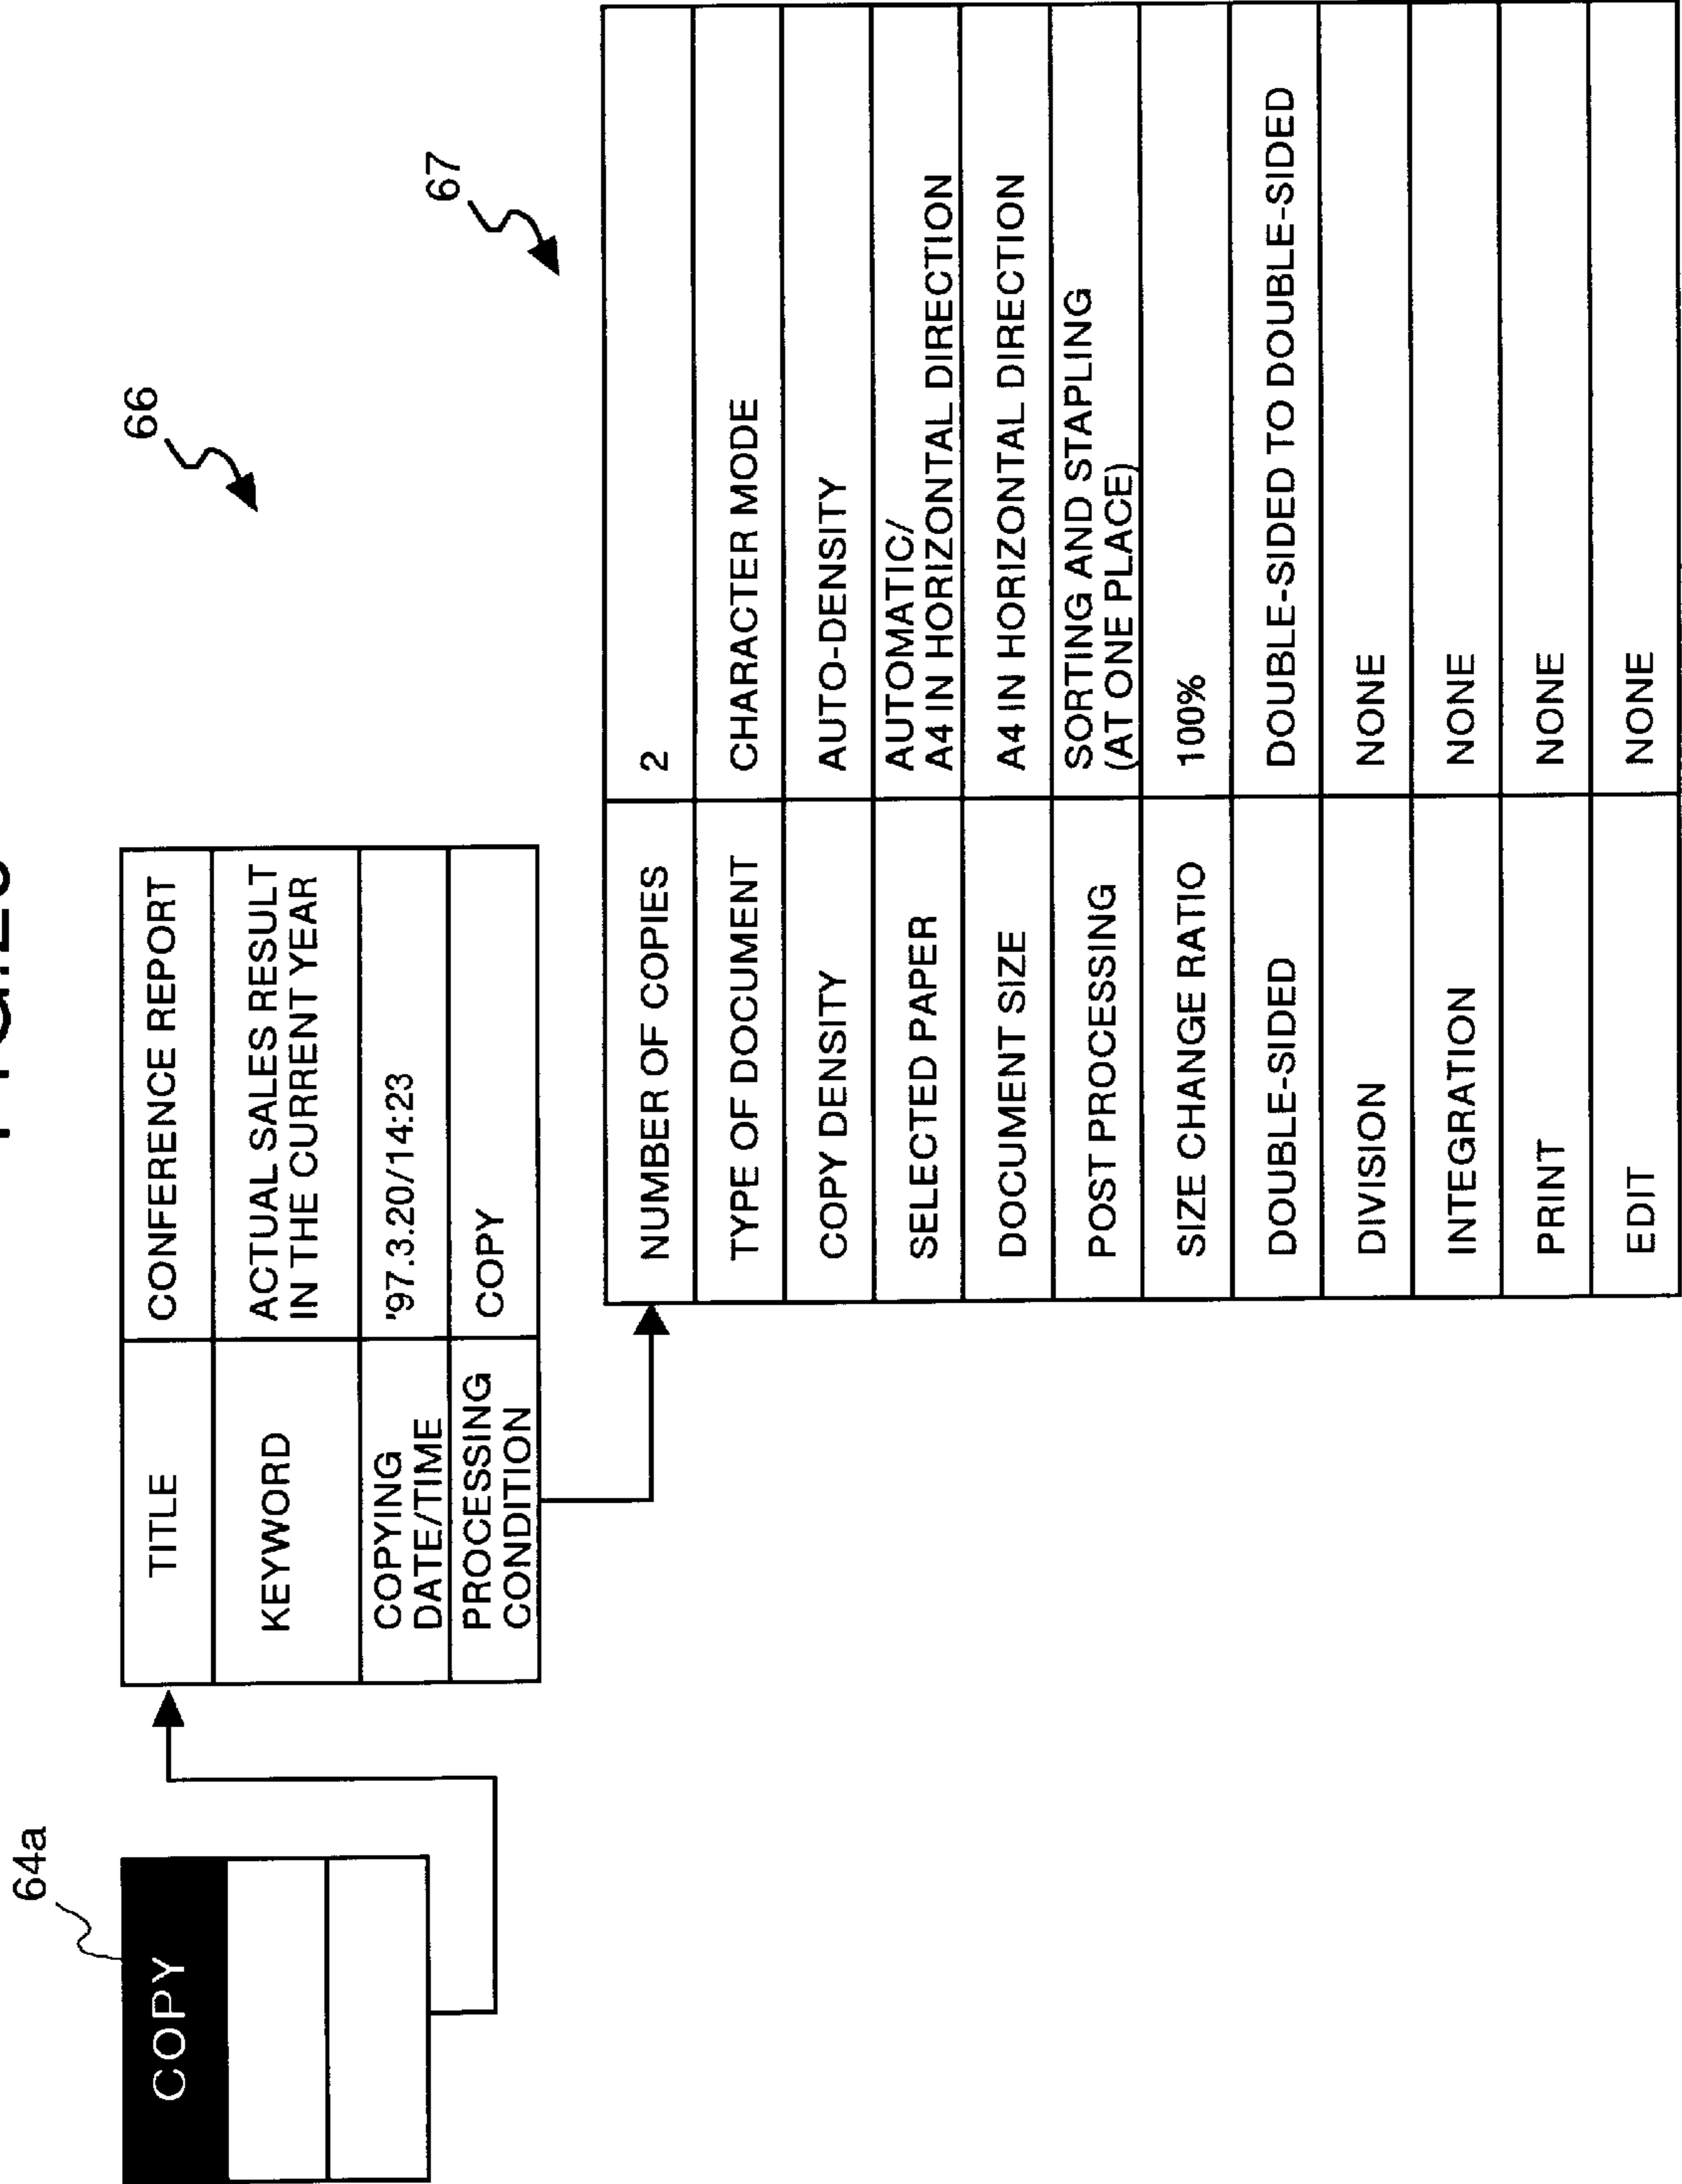 64a
COPY
66
TITLE
CONFERENCE REPORT
KEYWORD
ACTUAL SALES RESULT
IN THE CURRENT YEAR
COPYING
DATE/TIME
'97.3.20/14:23
PROCESSING
CONDITION
COPY
67
NUMBER OF COPIES
2
TYPE OF DOCUMENT
CHARACTER MODE
COPY DENSITY
AUTO-DENSITY
SELECTED PAPER
AUTOMATIC/
A4 IN HORIZONTAL DIRECTION
DOCUMENT SIZE
A4 IN HORIZONTAL DIRECTION
POST PROCESSING
SORTING AND STAPLING
(AT ONE PLACE)
SIZE CHANGE RATIO
100%
DOUBLE-SIDED
DOUBLE-SIDED TO DOUBLE-SIDED
DIVISION
NONE
INTEGRATION
NONE
PRINT
NONE
EDIT
NONE